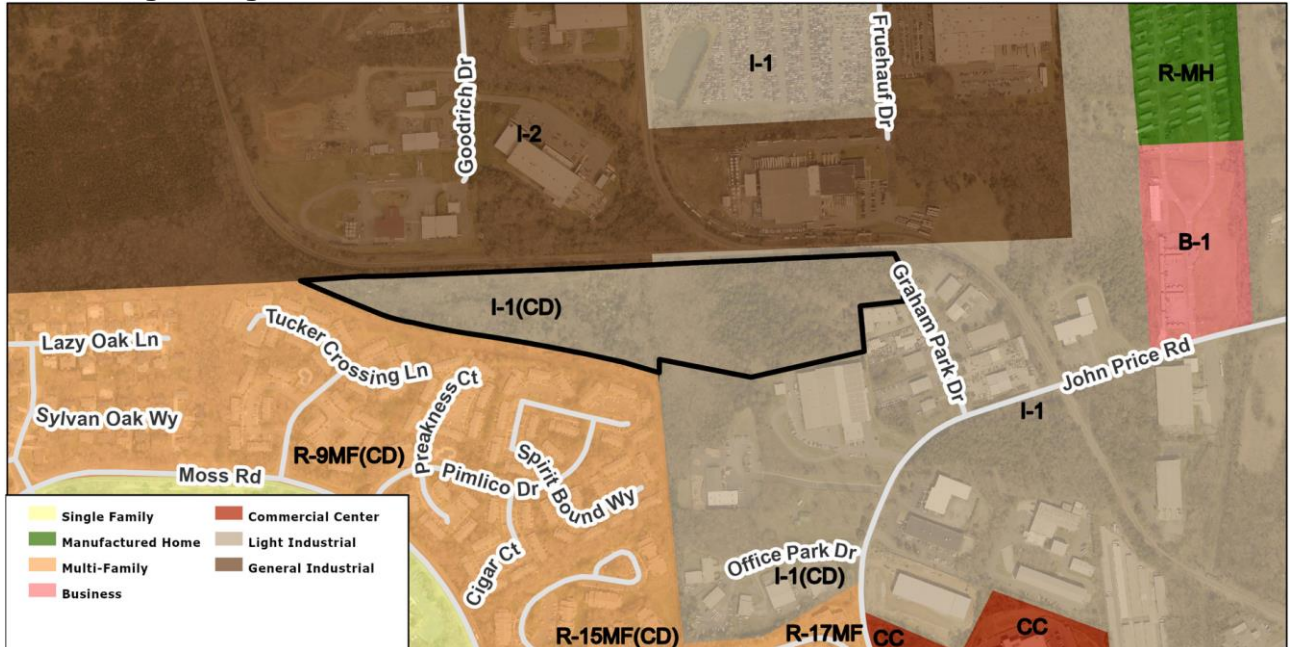 Goodrich Dr
I-2
I-1
Fruehauf Dr
R-MH
B-1
I-1(CD)
Graham Park Dr
John Price Rd
I-1
Lazy Oak Ln
Tucker Crossing Ln
Sylvan Oak Wy
Preakness Ct
R-9MF(CD)
Moss Rd
Pimlico Dr
Spirit Bound Wy
Cigar Ct
Office Park Dr
I-1(CD)
R-15MF(CD)
R-17MF
CC
CC
Single Family
Manufactured Home
Multi-Family
Business
Commercial Center
Light Industrial
General Industrial